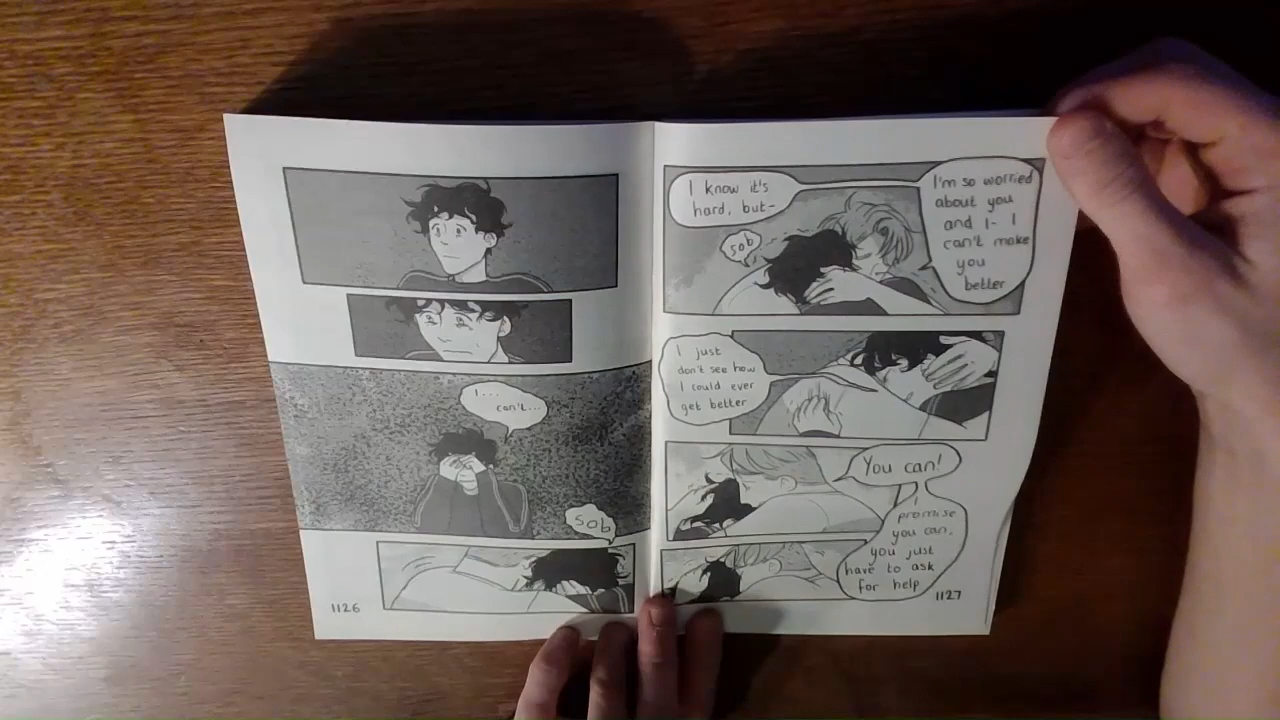 I...
can't...
sob
1126
I know it's
hard, but-
I'm so worried
about you
and I- I
can't make
you
better
sob
I just
don't see how
I could ever
get better
You can!
I
promise
you can.
you just
have to ask
for help
1127